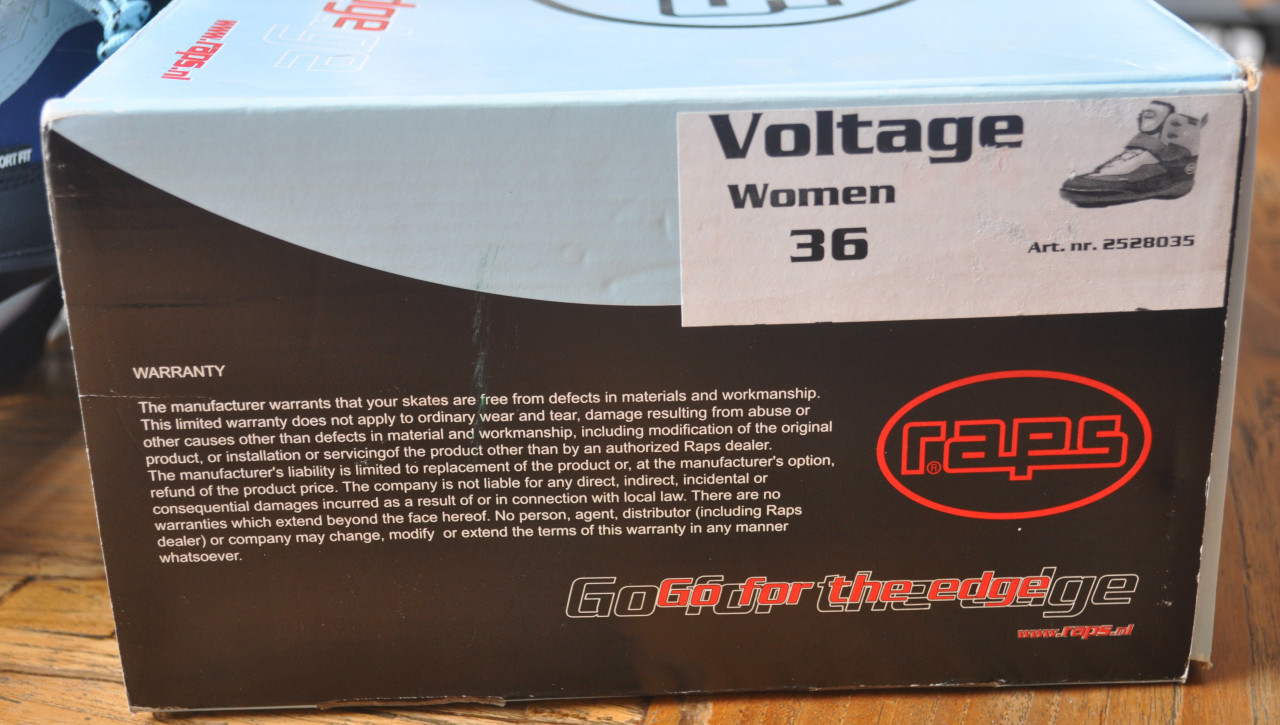 www.raps.nl
Voltage
Women
36
Art. nr. 2528035
WARRANTY
The manufacturer warrants that your skates are free from defects in materials and workmanship.
This limited warranty does not apply to ordinary wear and tear, damage resulting from abuse or
other causes other than defects in material and workmanship, including modification of the original
product, or installation or servicingof the product other than by an authorized Raps dealer.
The manufacturer's liability is limited to replacement of the product or, at the manufacturer's option,
refund of the product price. The company is not liable for any direct, indirect, incidental or
consequential damages incurred as a result of or in connection with local law. There are no
warranties which extend beyond the face hereof. No person, agent, distributor (including Raps
dealer) or company may change, modify or extend the terms of this warranty in any manner
whatsoever.
raps®
Go for the edge
Go for the edge
www.raps.nl